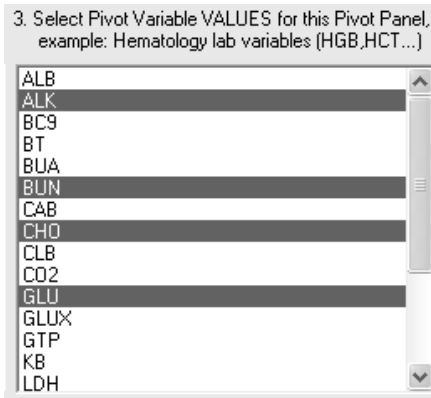 3. Select Pivot Variable VALUES for this Pivot Panel,
example: Hematology lab variables (HGB,HCT...)
ALB
ALK
BC9
BT
BUA
BUN
CAB
CHO
CLB
CO2
GLU
GLUX
GTP
KB
LDH